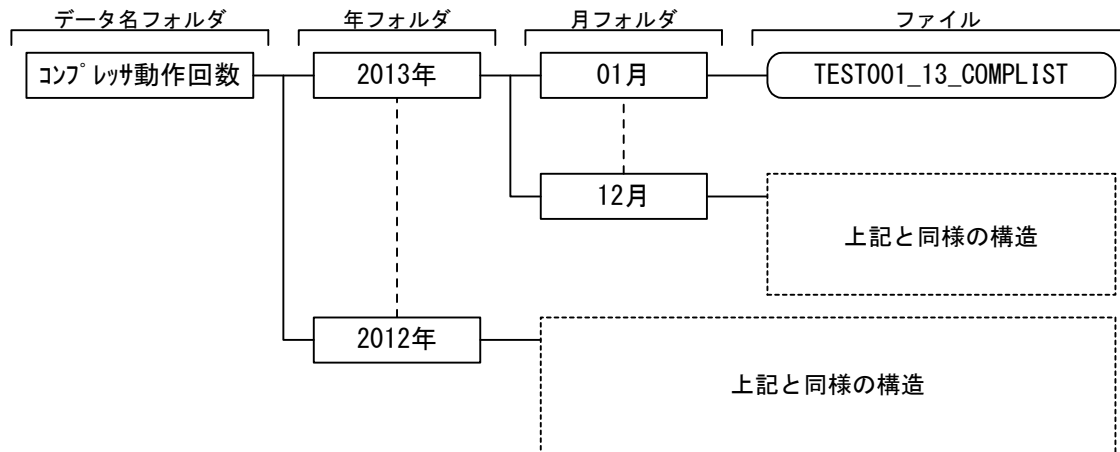 データ名フォルダ 年フォルダ 月フォルダ ファイル
ｺﾝﾌﾟﾚｯｻ動作回数 2013年 01月 TEST001_13_COMPLIST
12月
上記と同様の構造
2012年
上記と同様の構造